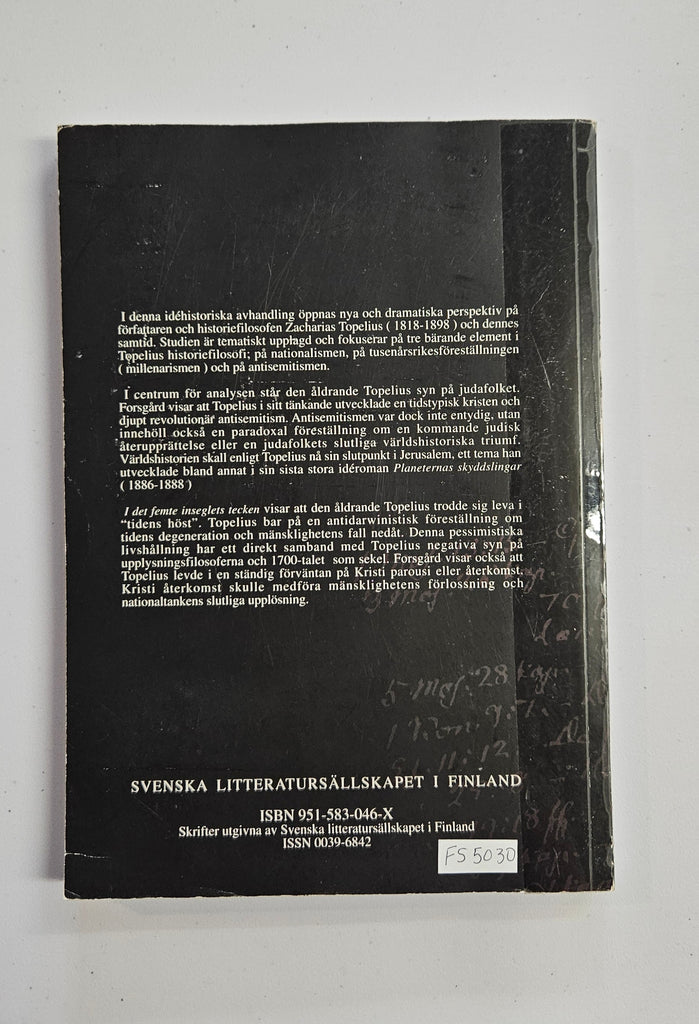 I denna idéhistoriska avhandling öppnas nya och dramatiska perspektiv på
författaren och historiefilosofen Zacharias Topelius ( 1818-1898 ) och dennes
samtid. Studien är tematiskt upplagd och fokuserar på tre bärande element i
Topelius historiefilosofi; på nationalismen, på tusenårsrikesföreställningen
( millenarismen ) och på antisemitismen.
I centrum för analysen står den åldrande Topelius syn på judafolket.
Forsgård visar att Topelius i sitt tänkande utvecklade en tidstypisk kristen och
djupt revolutionär antisemitism. Antisemitismen var dock inte entydig, utan
innehöll också en paradoxal föreställning om en kommande judisk
återupprättelse eller en judafolkets slutliga världshistoriska triumf.
Världshistorien skall enligt Topelius nå sin slutpunkt i Jerusalem, ett tema han
utvecklade bland annat i sin sista stora idéroman Planeternas skyddslingar
( 1886-1888 )
I det femte inseglets tecken visar att den åldrande Topelius trodde sig leva i
"tidens höst". Topelius bar på en antidarwinistisk föreställning om
tidens degeneration och mänsklighetens fall nedåt. Denna pessimistiska
livshållning har ett direkt samband med Topelius negativa syn på
upplysningsfilosoferna och 1700-talet som sekel. Forsgård visar också att
Topelius levde i en ständig förväntan på Kristi parousi eller återkomst.
Kristi återkomst skulle medföra mänsklighetens förlossning och
nationaltankens slutliga upplösning.
5 Mos. 28 Kap.
1 Kon. 9:
11: 12
SVENSKA LITTERATURSÄLLSKAPET I FINLAND
ISBN 951-583-046-X
Skrifter utgivna av Svenska litteratursällskapet i Finland
ISSN 0039-6842
FS 5030